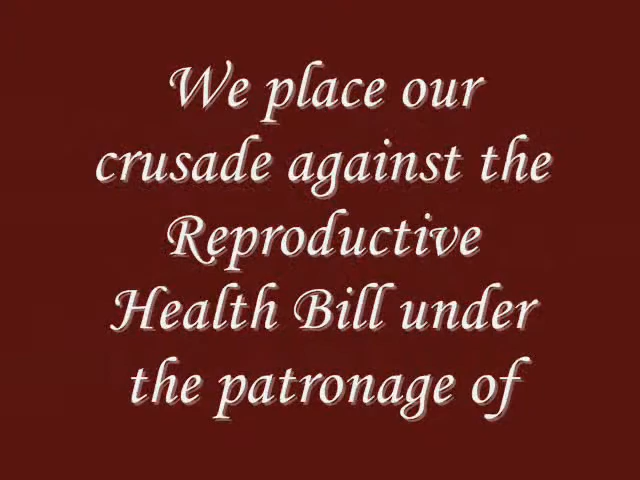 We place our
crusade against the
Reproductive
Health Bill under
the patronage of